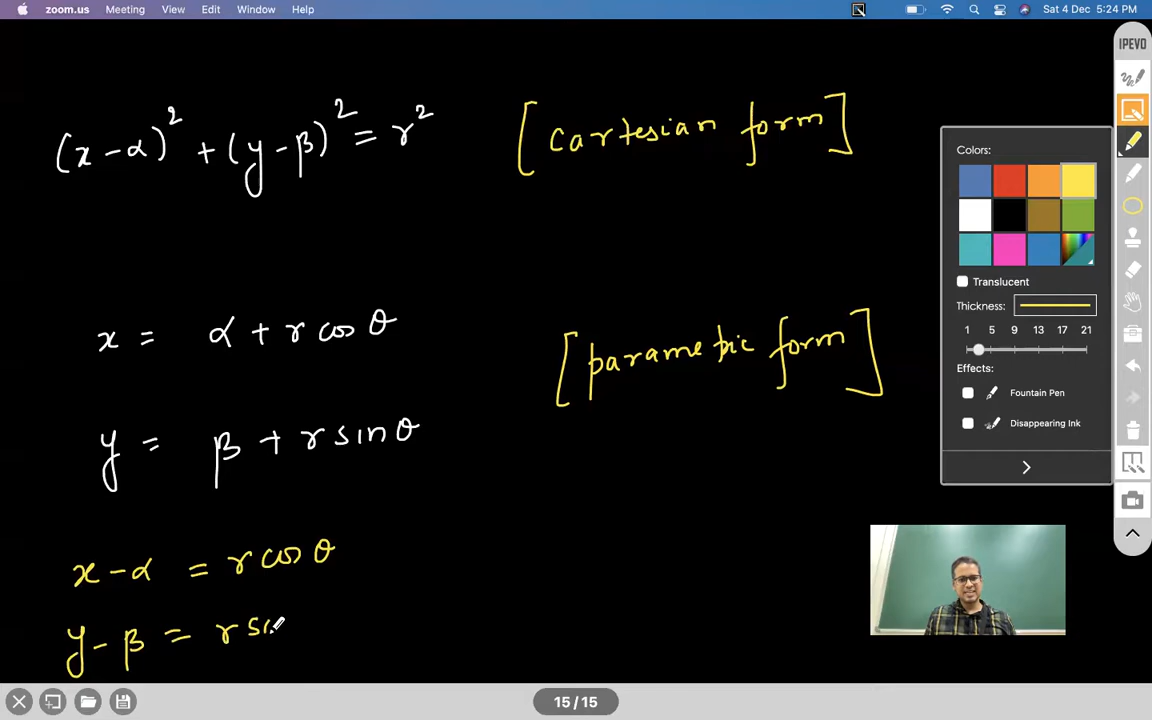 zoom.us Meeting View Edit Window Help Sat 4 Dec 5:24 PM
IPEVO
(x-α)² + (y-β)² = r² [cartesian form]
Colors:
Translucent
Thickness:
1 5 9 13 17 21
Effects:
Fountain Pen
Disappearing Ink
x = α + r cos θ
[parametric form]
y = β + r sin θ
x-α = r cos θ
y-β = r sin
15/15